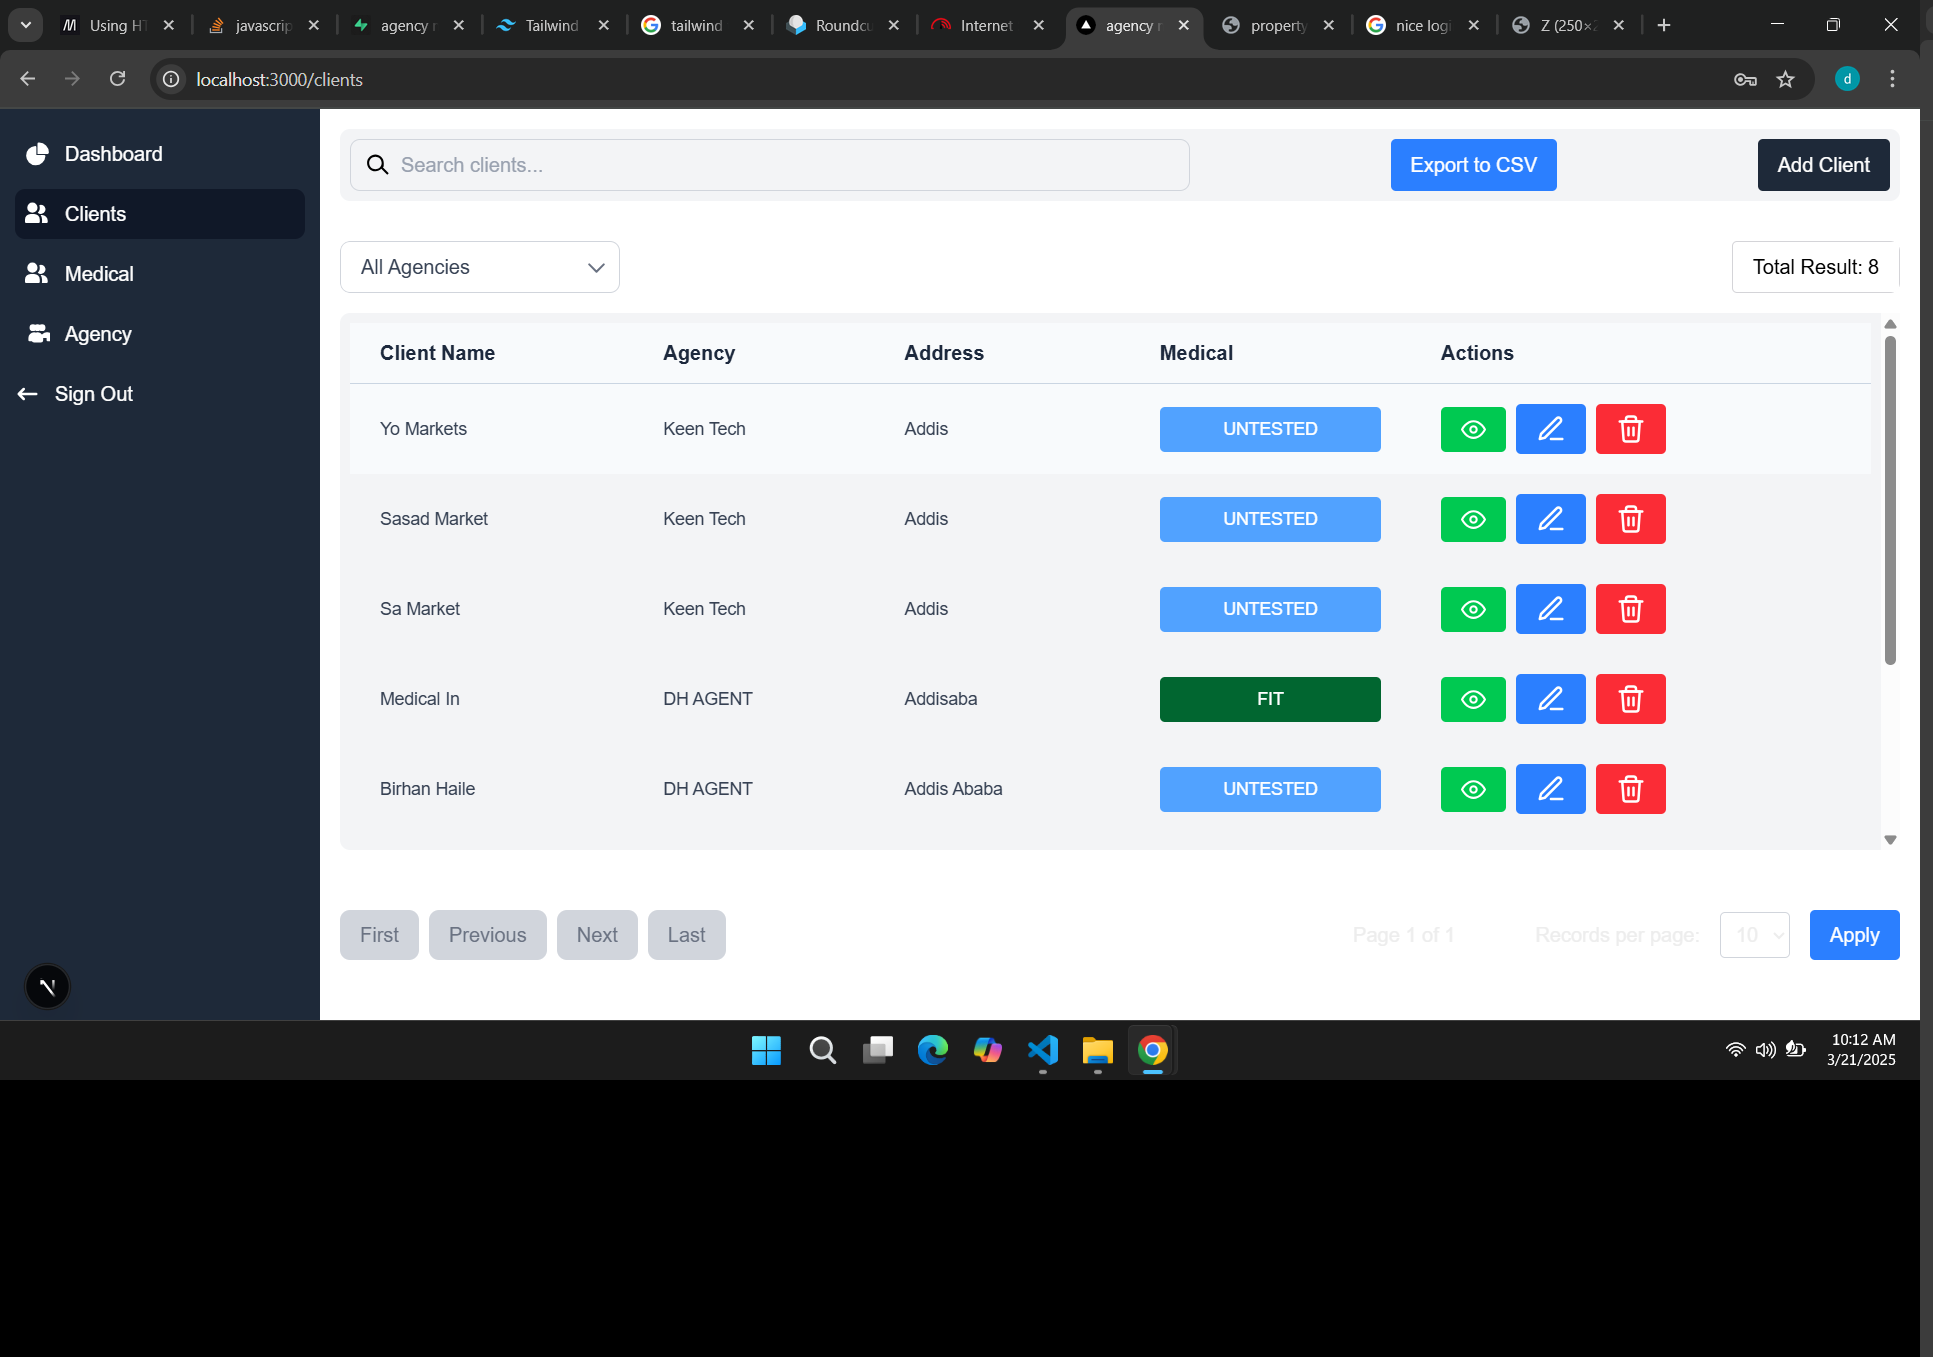 Using HT
javascrip
agency r
Tailwind
tailwind
Roundcu
Internet
agency r
property
nice logi
Z (250×2
localhost:3000/clients
d
Dashboard
Clients
Medical
Agency
Sign Out
Search clients...
Export to CSV
Add Client
All Agencies
Total Result: 8
Client Name Agency Address Medical Actions
Yo Markets Keen Tech Addis UNTESTED
Sasad Market Keen Tech Addis UNTESTED
Sa Market Keen Tech Addis UNTESTED
Medical In DH AGENT Addisaba FIT
Birhan Haile DH AGENT Addis Ababa UNTESTED
First Previous Next Last Page 1 of 1 Records per page: 10 Apply
10:12 AM
3/21/2025